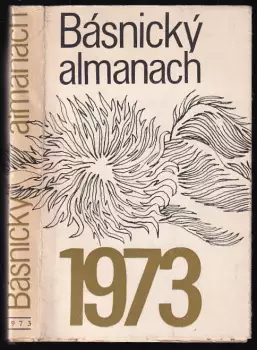 Básnický
almanach
1973
Básnický almanach
1973